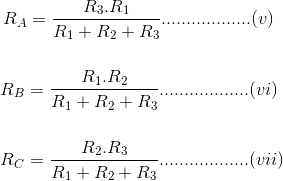 R_A = \frac{R_3.R_1}{R_1 + R_2 + R_3}..................(v)
R_B = \frac{R_1.R_2}{R_1 + R_2 + R_3}..................(vi)
R_C = \frac{R_2.R_3}{R_1 + R_2 + R_3}..................(vii)